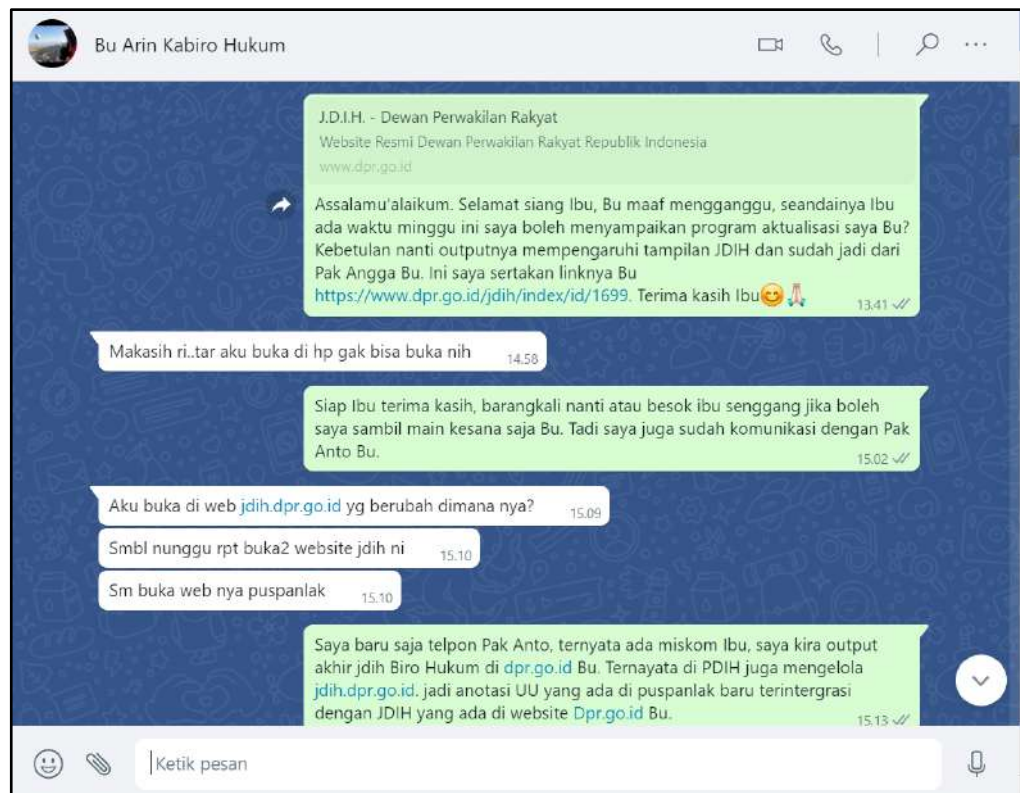 Bu Arin Kabiro Hukum
J.D.I.H. - Dewan Perwakilan Rakyat
Website Resmi Dewan Perwakilan Rakyat Republik Indonesia
www.dpr.go.id
Assalamu'alaikum. Selamat siang Ibu, Bu maaf mengganggu, seandainya Ibu
ada waktu minggu ini saya boleh menyampaikan program aktualisasi saya Bu?
Kebetulan nanti outputnya mempengaruhi tampilan JDIH dan sudah jadi dari
Pak Angga Bu. Ini saya sertakan linknya Bu
https://www.dpr.go.id/jdih/index/id/1699. Terima kasih Ibu😊🙏
13.41
Makasih ri..tar aku buka di hp gak bisa buka nih
14.58
Siap Ibu terima kasih, barangkali nanti atau besok ibu senggang jika boleh
saya sambil main kesana saja Bu. Tadi saya juga sudah komunikasi dengan Pak
Anto Bu.
15.02
Aku buka di web jdih.dpr.go.id yg berubah dimana nya?
15.09
Smbl nunggu rpt buka2 website jdih ni
15.10
Sm buka web nya puspanlak
15.10
Saya baru saja telpon Pak Anto, ternyata ada miskom Ibu, saya kira output
akhir jdih Biro Hukum di dpr.go.id Bu. Ternayata di PDIH juga mengelola
jdih.dpr.go.id. jadi anotasi UU yang ada di puspanlak baru terintergrasi
dengan JDIH yang ada di website Dpr.go.id Bu.
15.13
Ketik pesan